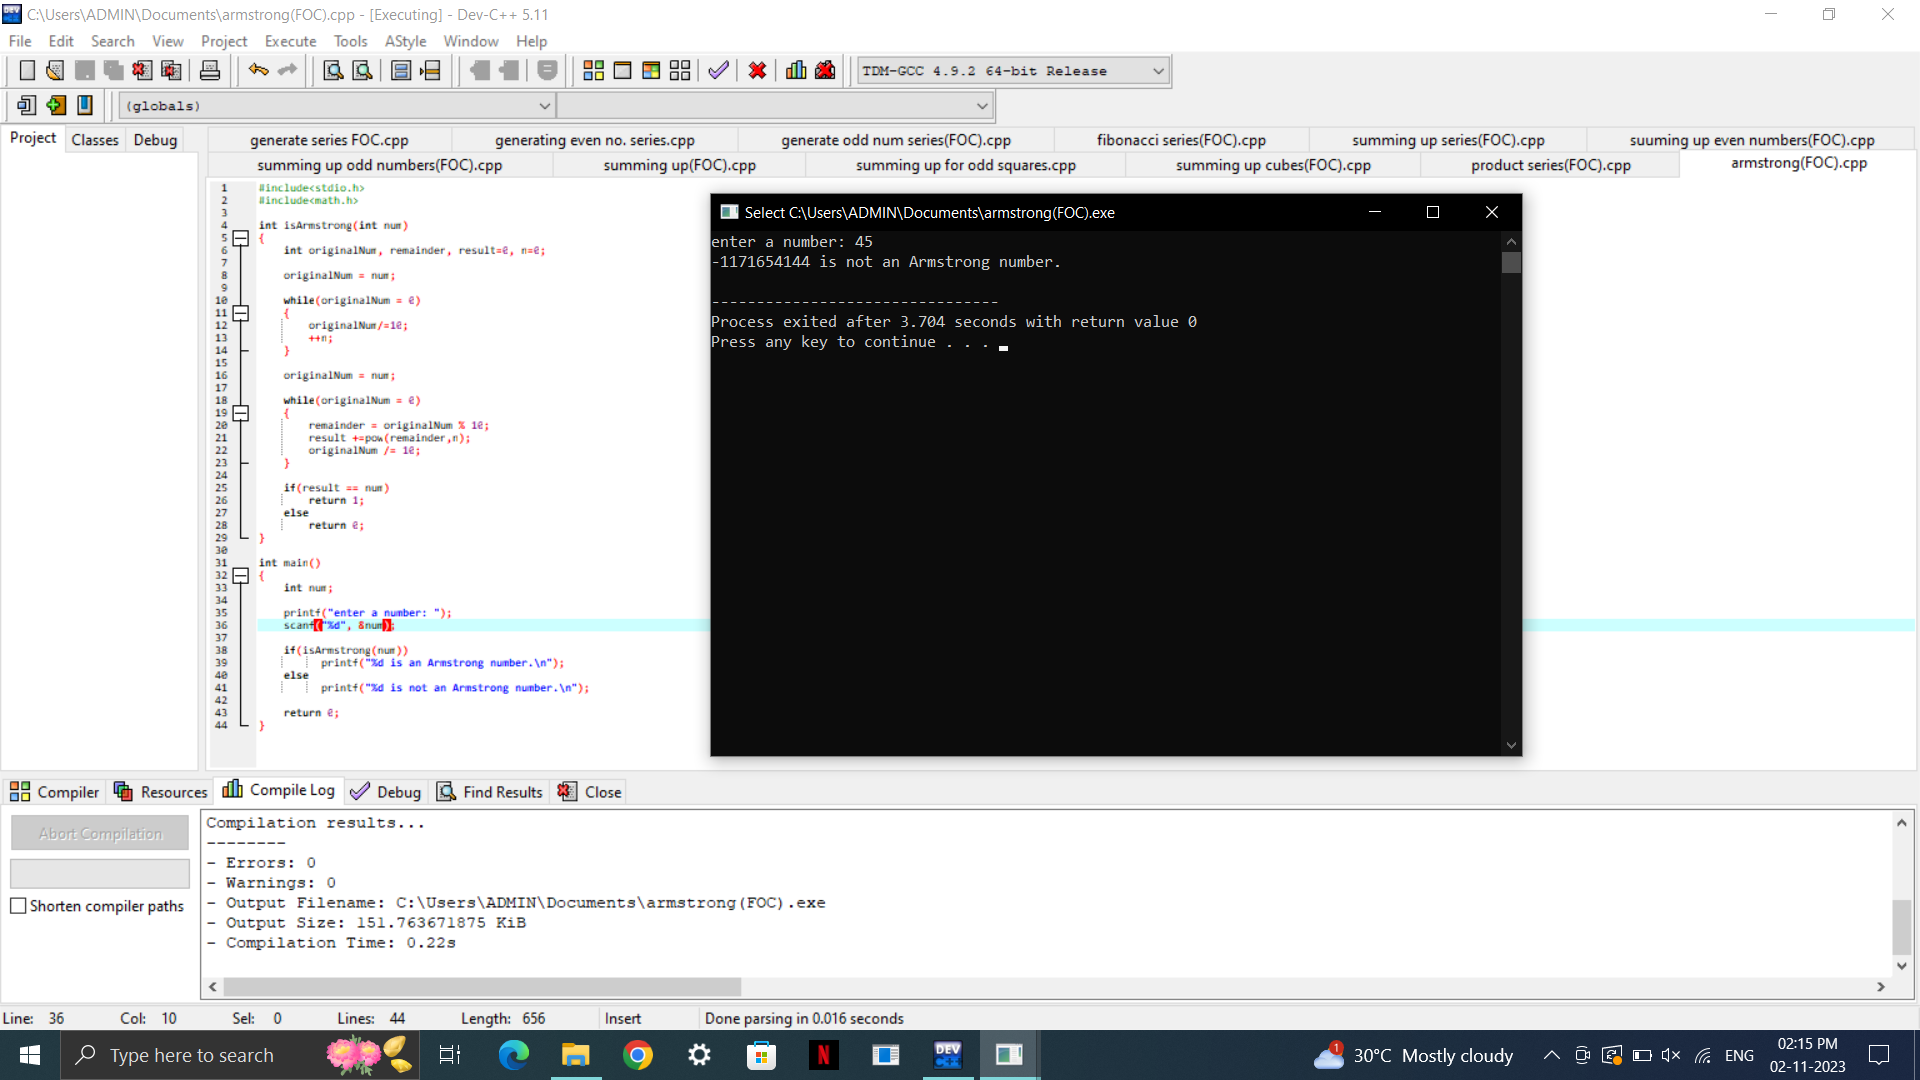 C:\Users\ADMIN\Documents\armstrong(FOC).cpp - [Executing] - Dev-C++ 5.11
File Edit Search View Project Execute Tools AStyle Window Help
TDM-GCC 4.9.2 64-bit Release
(globals)
Project Classes Debug
generate series FOC.cpp generating even no. series.cpp generate odd num series(FOC).cpp fibonacci series(FOC).cpp summing up series(FOC).cpp suuming up even numbers(FOC).cpp
summing up odd numbers(FOC).cpp summing up(FOC).cpp summing up for odd squares.cpp summing up cubes(FOC).cpp product series(FOC).cpp armstrong(FOC).cpp
1 #include<stdio.h>
2 #include<math.h>
3
4 int isArmstrong(int num)
5 {
6 int originalNum, remainder, result=0, n=0;
7
8 originalNum = num;
9
10 while(originalNum = 0)
11 {
12 originalNum/=10;
13 ++n;
14 }
15
16 originalNum = num;
17
18 while(originalNum = 0)
19 {
20 remainder = originalNum % 10;
21 result +=pow(remainder,n);
22 originalNum /= 10;
23 }
24
25 if(result == num)
26 return 1;
27 else
28 return 0;
29 }
30
31 int main()
32 {
33 int num;
34
35 printf("enter a number: ");
36 scanf("%d", &num);
37
38 if(isArmstrong(num))
39 printf("%d is an Armstrong number.\n");
40 else
41 printf("%d is not an Armstrong number.\n");
42
43 return 0;
44 }
Select C:\Users\ADMIN\Documents\armstrong(FOC).exe
enter a number: 45
-1171654144 is not an Armstrong number.
--------------------------------
Process exited after 3.704 seconds with return value 0
Press any key to continue . . .
Compiler Resources Compile Log Debug Find Results Close
Abort Compilation
Shorten compiler paths
Compilation results...
--------
- Errors: 0
- Warnings: 0
- Output Filename: C:\Users\ADMIN\Documents\armstrong(FOC).exe
- Output Size: 151.763671875 KiB
- Compilation Time: 0.22s
Line: 36 Col: 10 Sel: 0 Lines: 44 Length: 656 Insert Done parsing in 0.016 seconds
Type here to search
N
DEV C++
1
30°C Mostly cloudy
ENG
02:15 PM
02-11-2023